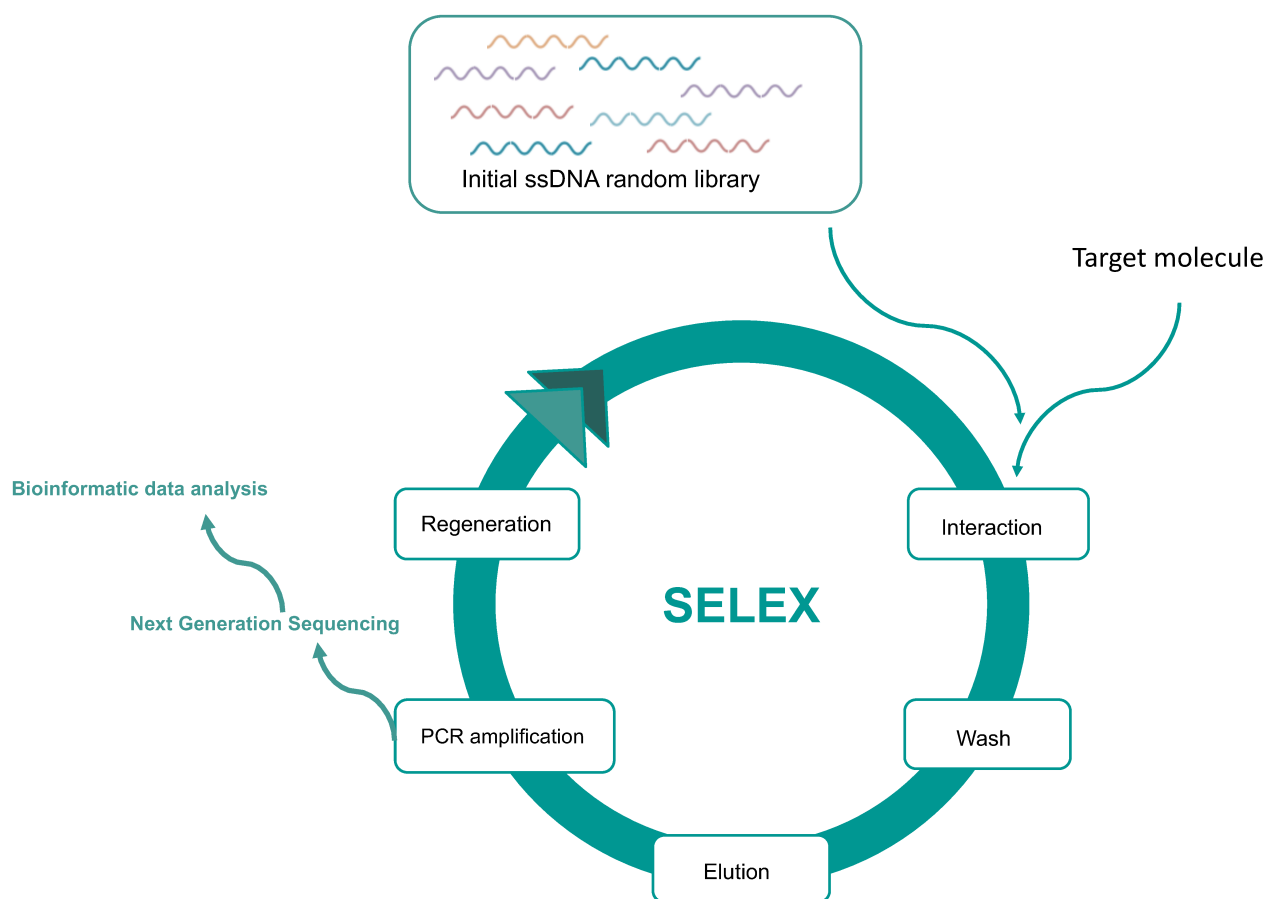 Initial ssDNA random library
Target molecule
Bioinformatic data analysis
Regeneration
Interaction
SELEX
Next Generation Sequencing
PCR amplification
Wash
Elution